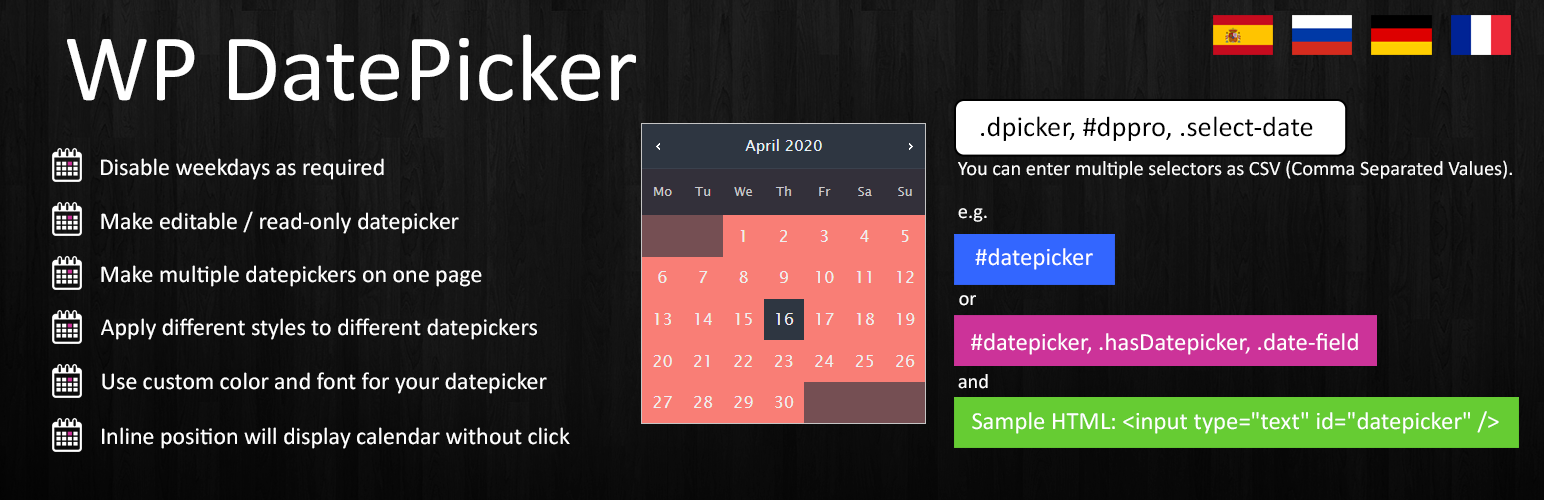 WP DatePicker
Disable weekdays as required
Make editable / read-only datepicker
Make multiple datepickers on one page
Apply different styles to different datepickers
Use custom color and font for your datepicker
Inline position will display calendar without click
‹ April 2020 ›
Mo Tu We Th Fr Sa Su
1 2 3 4 5
6 7 8 9 10 11 12
13 14 15 16 17 18 19
20 21 22 23 24 25 26
27 28 29 30
.dpicker, #dppro, .select-date
You can enter multiple selectors as CSV (Comma Separated Values).
e.g.
#datepicker
or
#datepicker, .hasDatepicker, .date-field
and
Sample HTML: <input type="text" id="datepicker" />